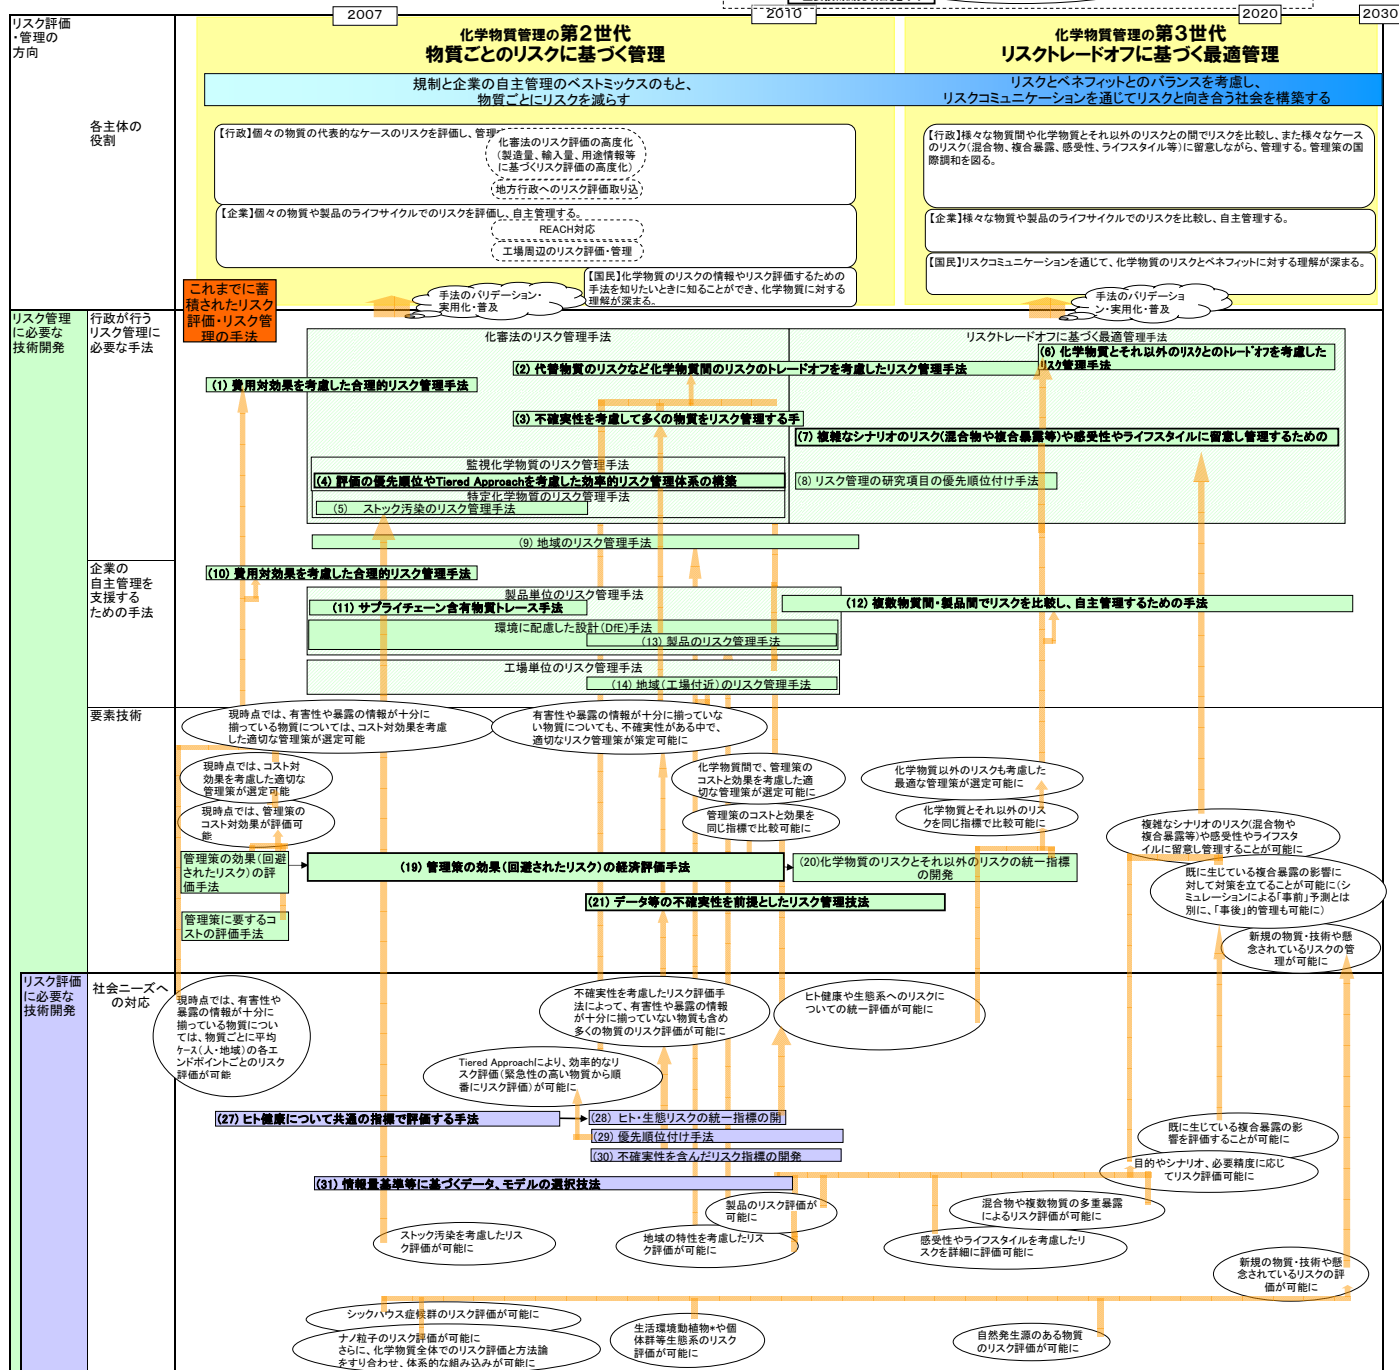 2007
2010
2020
2030
リスク評価
・管理の
方向
化学物質管理の第2世代
物質ごとのリスクに基づく管理
化学物質管理の第3世代
リスクトレードオフに基づく最適管理
規制と企業の自主管理のベストミックスのもと、
物質ごとにリスクを減らす
リスクとベネフィットとのバランスを考慮し、
リスクコミュニケーションを通じてリスクと向き合う社会を構築する
各主体の
役割
【行政】個々の物質の代表的なケースのリスクを評価し、管理
化審法のリスク評価の高度化
(製造量、輸入量、用途情報等
に基づくリスク評価の高度化)
地方行政へのリスク評価取り込
【企業】個々の物質や製品のライフサイクルでのリスクを評価し、自主管理する。
REACH対応
工場周辺のリスク評価・管理
【国民】化学物質のリスクの情報やリスク評価するための
手法を知りたいときに知ることができ、化学物質に対する
理解が深まる。
【行政】様々な物質間や化学物質とそれ以外のリスクとの間でリスクを比較し、また様々なケース
のリスク(混合物、複合暴露、感受性、ライフスタイル等)に留意しながら、管理する。管理策の国
際調和を図る。
【企業】様々な物質や製品のライフサイクルでのリスクを比較し、自主管理する。
【国民】リスクコミュニケーションを通じて、化学物質のリスクとベネフィットに対する理解が深まる。
これまでに蓄
積されたリスク
評価・リスク管
理の手法
手法のバリデーション・
実用化・普及
手法のバリデーショ
ン・実用化・普及
リスク管理
に必要な
技術開発
行政が行う
リスク管理に
必要な手法
化審法のリスク管理手法
リスクトレードオフに基づく最適管理手法
(6) 化学物質とそれ以外のリスクとのトレードオフを考慮した
リスク管理手法
(2) 代替物質のリスクなど化学物質間のリスクのトレードオフを考慮したリスク管理手法
(1) 費用対効果を考慮した合理的リスク管理手法
(3) 不確実性を考慮して多くの物質をリスク管理する手
(7) 複雑なシナリオのリスク(混合物や複合暴露等)や感受性やライフスタイルに留意し管理するための
監視化学物質のリスク管理手法
(4) 評価の優先順位やTiered Approachを考慮した効率的リスク管理体系の構築
(8) リスク管理の研究項目の優先順位付け手法
特定化学物質のリスク管理手法
(5) ストック汚染のリスク管理手法
(9) 地域のリスク管理手法
企業の
自主管理を
支援する
ための手法
(10) 費用対効果を考慮した合理的リスク管理手法
製品単位のリスク管理手法
(11) サプライチェーン含有物質トレース手法
(12) 複数物質間・製品間でリスクを比較し、自主管理するための手法
環境に配慮した設計(DfE)手法
(13) 製品のリスク管理手法
工場単位のリスク管理手法
(14) 地域(工場付近)のリスク管理手法
要素技術
現時点では、有害性や暴露の情報が十分に
揃っている物質については、コスト対効果を考慮
した適切な管理策が選定可能
有害性や暴露の情報が十分に揃っていな
い物質についても、不確実性がある中で、
適切なリスク管理策が策定可能に
現時点では、コスト対
効果を考慮した適切な
管理策が選定可能
化学物質間で、管理策の
コストと効果を考慮した適
切な管理策が選定可能に
化学物質以外のリスクも考慮した
最適な管理策が選定可能に
現時点では、管理策の
コスト対効果が評価可
能
管理策のコストと効果を
同じ指標で比較可能に
化学物質とそれ以外のリス
クを同じ指標で比較可能に
複雑なシナリオのリスク(混合物や
複合暴露等)や感受性やライフスタ
イルに留意し管理することが可能に
管理策の効果(回避
されたリスク)の評
価手法
(19) 管理策の効果(回避されたリスク)の経済評価手法
(20)化学物質のリスクとそれ以外のリスクの統一指標
の開発
既に生じている複合暴露の影響に
対して対策を立てることが可能に(シ
ミュレーションによる「事前」予測とは
別に、「事後」的管理も可能に)
(21) データ等の不確実性を前提としたリスク管理技法
管理策に要するコ
ストの評価手法
新規の物質・技術や懸
念されているリスクの管
理が可能に
リスク評価
に必要な
技術開発
社会ニーズへ
の対応
現時点では、有害性や
暴露の情報が十分に
揃っている物質につい
ては、物質ごとに平均
ケース(人・地域)の各エ
ンドポイントごとのリスク
評価が可能
不確実性を考慮したリスク評価手
法によって、有害性や暴露の情報
が十分に揃っていない物質も含め
多くの物質のリスク評価が可能に
ヒト健康や生態系へのリスクに
ついての統一評価が可能に
Tiered Approachにより、効率的なリ
スク評価(緊急性の高い物質から順
番にリスク評価)が可能に
(27) ヒト健康について共通の指標で評価する手法
(28) ヒト・生態リスクの統一指標の開
(29) 優先順位付け手法
(30) 不確実性を含んだリスク指標の開発
既に生じている複合暴露の影
響を評価することが可能に
目的やシナリオ、必要精度に応じ
てリスク評価可能に
(31) 情報量基準等に基づくデータ、モデルの選択技法
製品のリスク評価が
可能に
混合物や複数物質の多重暴露
によるリスク評価が可能に
ストック汚染を考慮したリス
ク評価が可能に
地域の特性を考慮したリス
ク評価が可能に
感受性やライフスタイルを考慮したリ
スクを詳細に評価可能に
新規の物質・技術や懸
念されているリスクの評
価が可能に
シックハウス症候群のリスク評価が可能に
ナノ粒子のリスク評価が可能に
さらに、化学物質全体でのリスク評価と方法論
をすり合わせ、体系的な組み込みが可能に
生活環境動植物*や個
体群等生態系のリスク
評価が可能に
自然発生源のある物質
のリスク評価が可能に